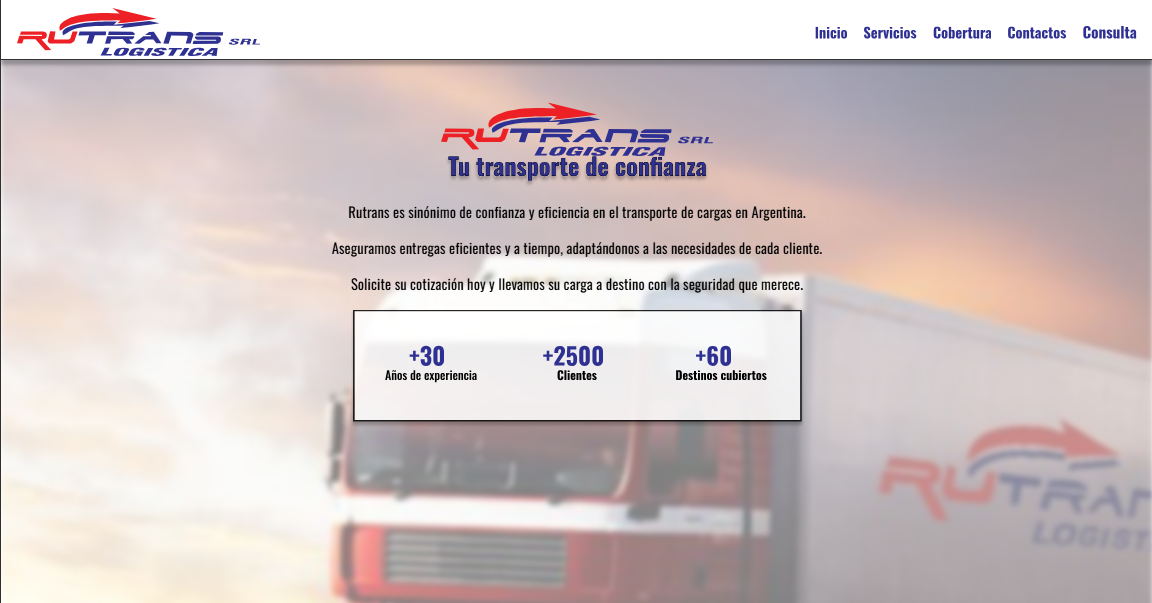 RUTRANS SRL
LOGISTICA
Inicio Servicios Cobertura Contactos Consulta
RUTRANS SRL
LOGISTICA
Tu transporte de confianza
Rutrans es sinónimo de confianza y eficiencia en el transporte de cargas en Argentina.
Aseguramos entregas eficientes y a tiempo, adaptándonos a las necesidades de cada cliente.
Solicite su cotización hoy y llevamos su carga a destino con la seguridad que merece.
+30 +2500 +60
Años de experiencia Clientes Destinos cubiertos
RUTRAN
LOGIST